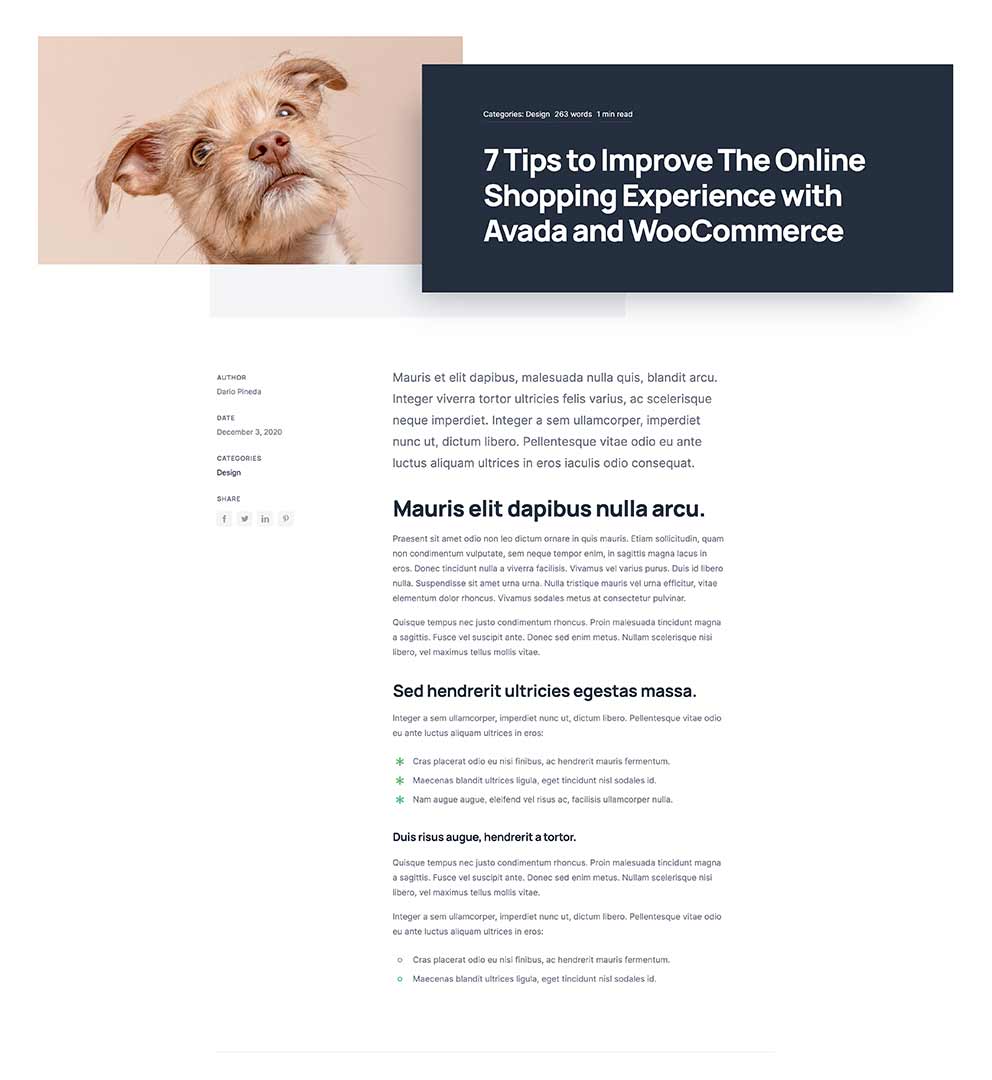 Categories: Design 263 words 1 min read
7 Tips to Improve The Online
Shopping Experience with
Avada and WooCommerce
AUTHOR
Dario Pineda
DATE
December 3, 2020
CATEGORIES
Design
SHARE
Mauris et elit dapibus, malesuada nulla quis, blandit arcu.
Integer viverra tortor ultricies felis varius, ac scelerisque
neque imperdiet. Integer a sem ullamcorper, imperdiet
nunc ut, dictum libero. Pellentesque vitae odio eu ante
luctus aliquam ultrices in eros iaculis odio consequat.
Mauris elit dapibus nulla arcu.
Praesent sit amet odio non leo dictum ornare in quis mauris. Etiam sollicitudin, quam
non condimentum vulputate, sem neque tempor enim, in sagittis magna lacus in
eros. Donec tincidunt nulla a viverra facilisis. Vivamus vel varius purus. Duis id libero
nulla. Suspendisse sit amet urna urna. Nulla tristique mauris vel urna efficitur, vitae
elementum dolor rhoncus. Vivamus sodales metus at consectetur pulvinar.
Quisque tempus nec justo condimentum rhoncus. Proin malesuada tincidunt magna
a sagittis. Fusce vel suscipit ante. Donec sed enim metus. Nullam scelerisque nisi
libero, vel maximus tellus mollis vitae.
Sed hendrerit ultricies egestas massa.
Integer a sem ullamcorper, imperdiet nunc ut, dictum libero. Pellentesque vitae odio
eu ante luctus aliquam ultrices in eros:
Cras placerat odio eu nisi finibus, ac hendrerit mauris fermentum.
Maecenas blandit ultrices ligula, eget tincidunt nisl sodales id.
Nam augue augue, eleifend vel risus ac, facilisis ullamcorper nulla.
Duis risus augue, hendrerit a tortor.
Quisque tempus nec justo condimentum rhoncus. Proin malesuada tincidunt magna
a sagittis. Fusce vel suscipit ante. Donec sed enim metus. Nullam scelerisque nisi
libero, vel maximus tellus mollis vitae.
Integer a sem ullamcorper, imperdiet nunc ut, dictum libero. Pellentesque vitae odio
eu ante luctus aliquam ultrices in eros:
Cras placerat odio eu nisi finibus, ac hendrerit mauris fermentum.
Maecenas blandit ultrices ligula, eget tincidunt nisl sodales id.